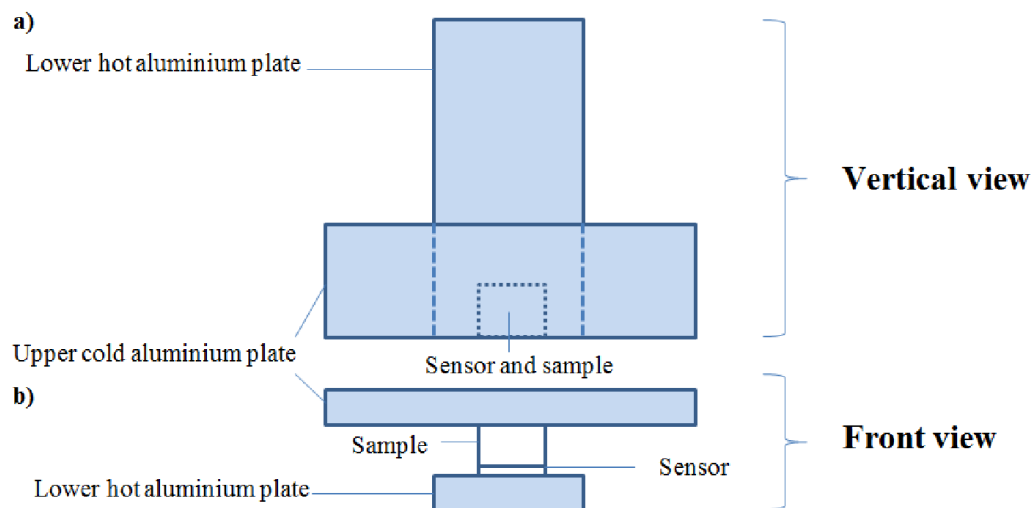 a)
Lower hot aluminium plate
Vertical view
Upper cold aluminium plate
Sensor and sample
b)
Sample
Front view
Sensor
Lower hot aluminium plate